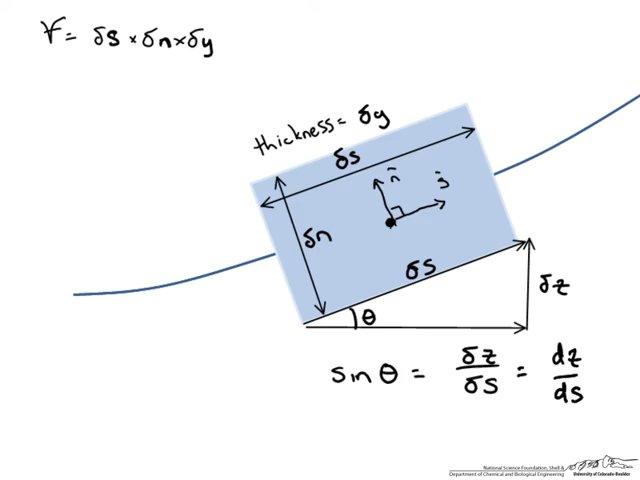 V = δs × δn × δy
thickness = δy
δs
n̂
ŝ
δn
δs
δz
θ
sin θ = δz/δs = dz/ds
National Science Foundation, Shell &
Department of Chemical and Biological Engineering
University of Colorado-Boulder